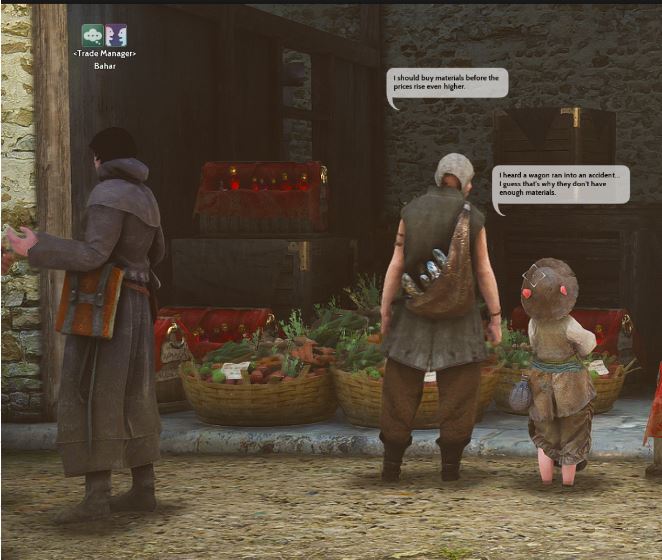 <Trade Manager>
Bahar
I should buy materials before the
prices rise even higher.
I heard a wagon ran into an accident...
I guess that's why they don't have
enough materials.